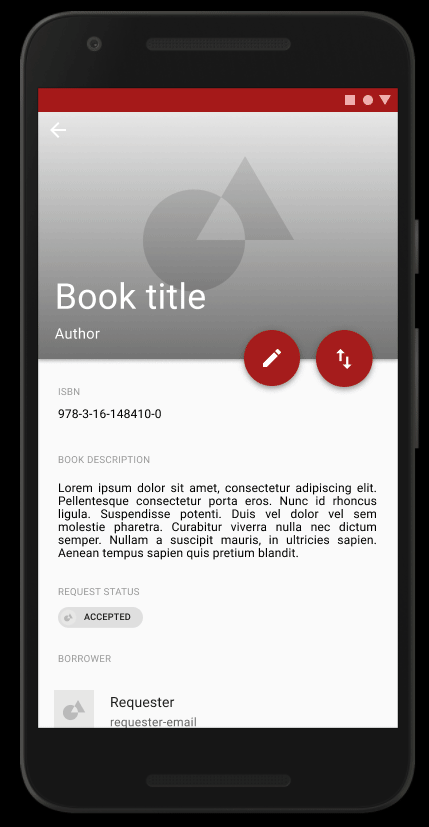 Book title
Author
ISBN
978-3-16-148410-0
BOOK DESCRIPTION
Lorem ipsum dolor sit amet, consectetur adipiscing elit.
Pellentesque consectetur porta eros. Nunc id rhoncus
ligula. Suspendisse potenti. Duis vel dolor vel sem
molestie pharetra. Curabitur viverra nulla nec dictum
semper. Nullam a suscipit mauris, in ultricies sapien.
Aenean tempus sapien quis pretium blandit.
REQUEST STATUS
ACCEPTED
BORROWER
Requester
requester-email